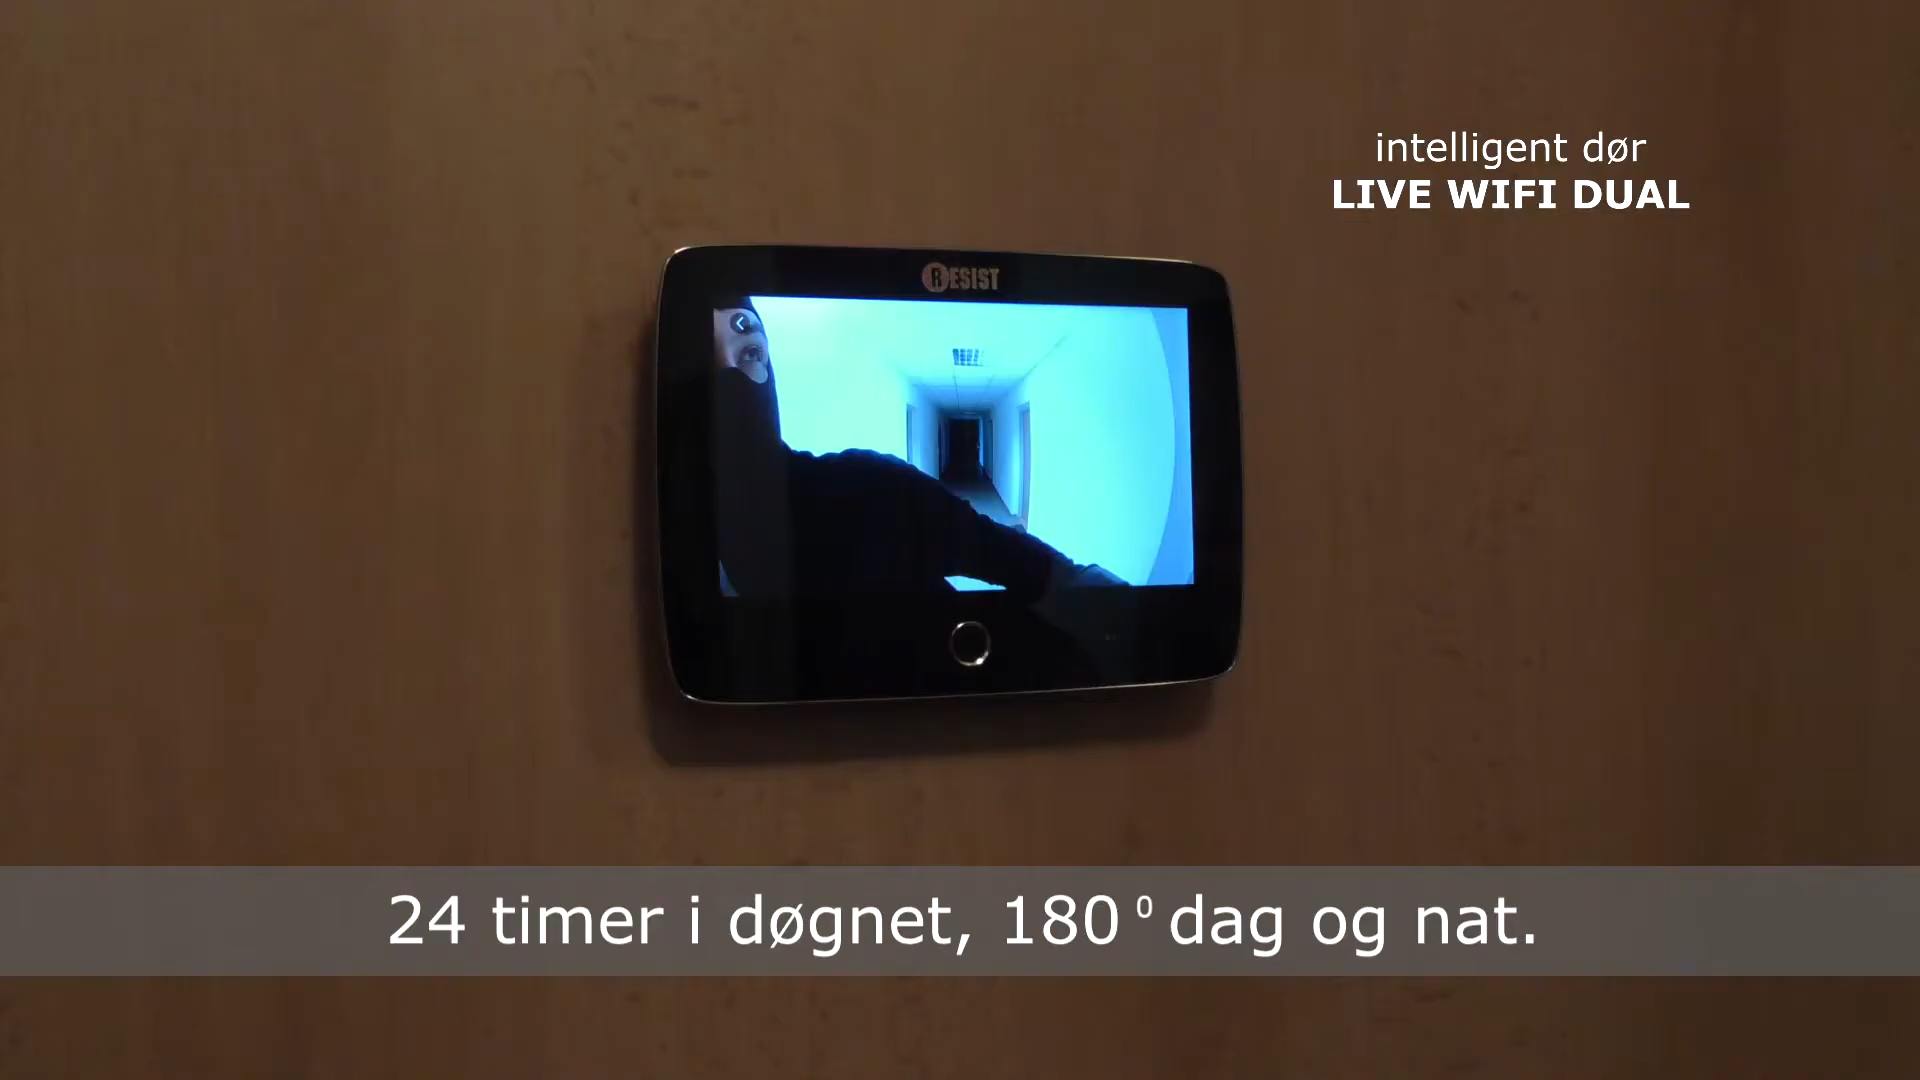 intelligent dør
LIVE WIFI DUAL
RESIST
24 timer i døgnet, 180⁰ dag og nat.